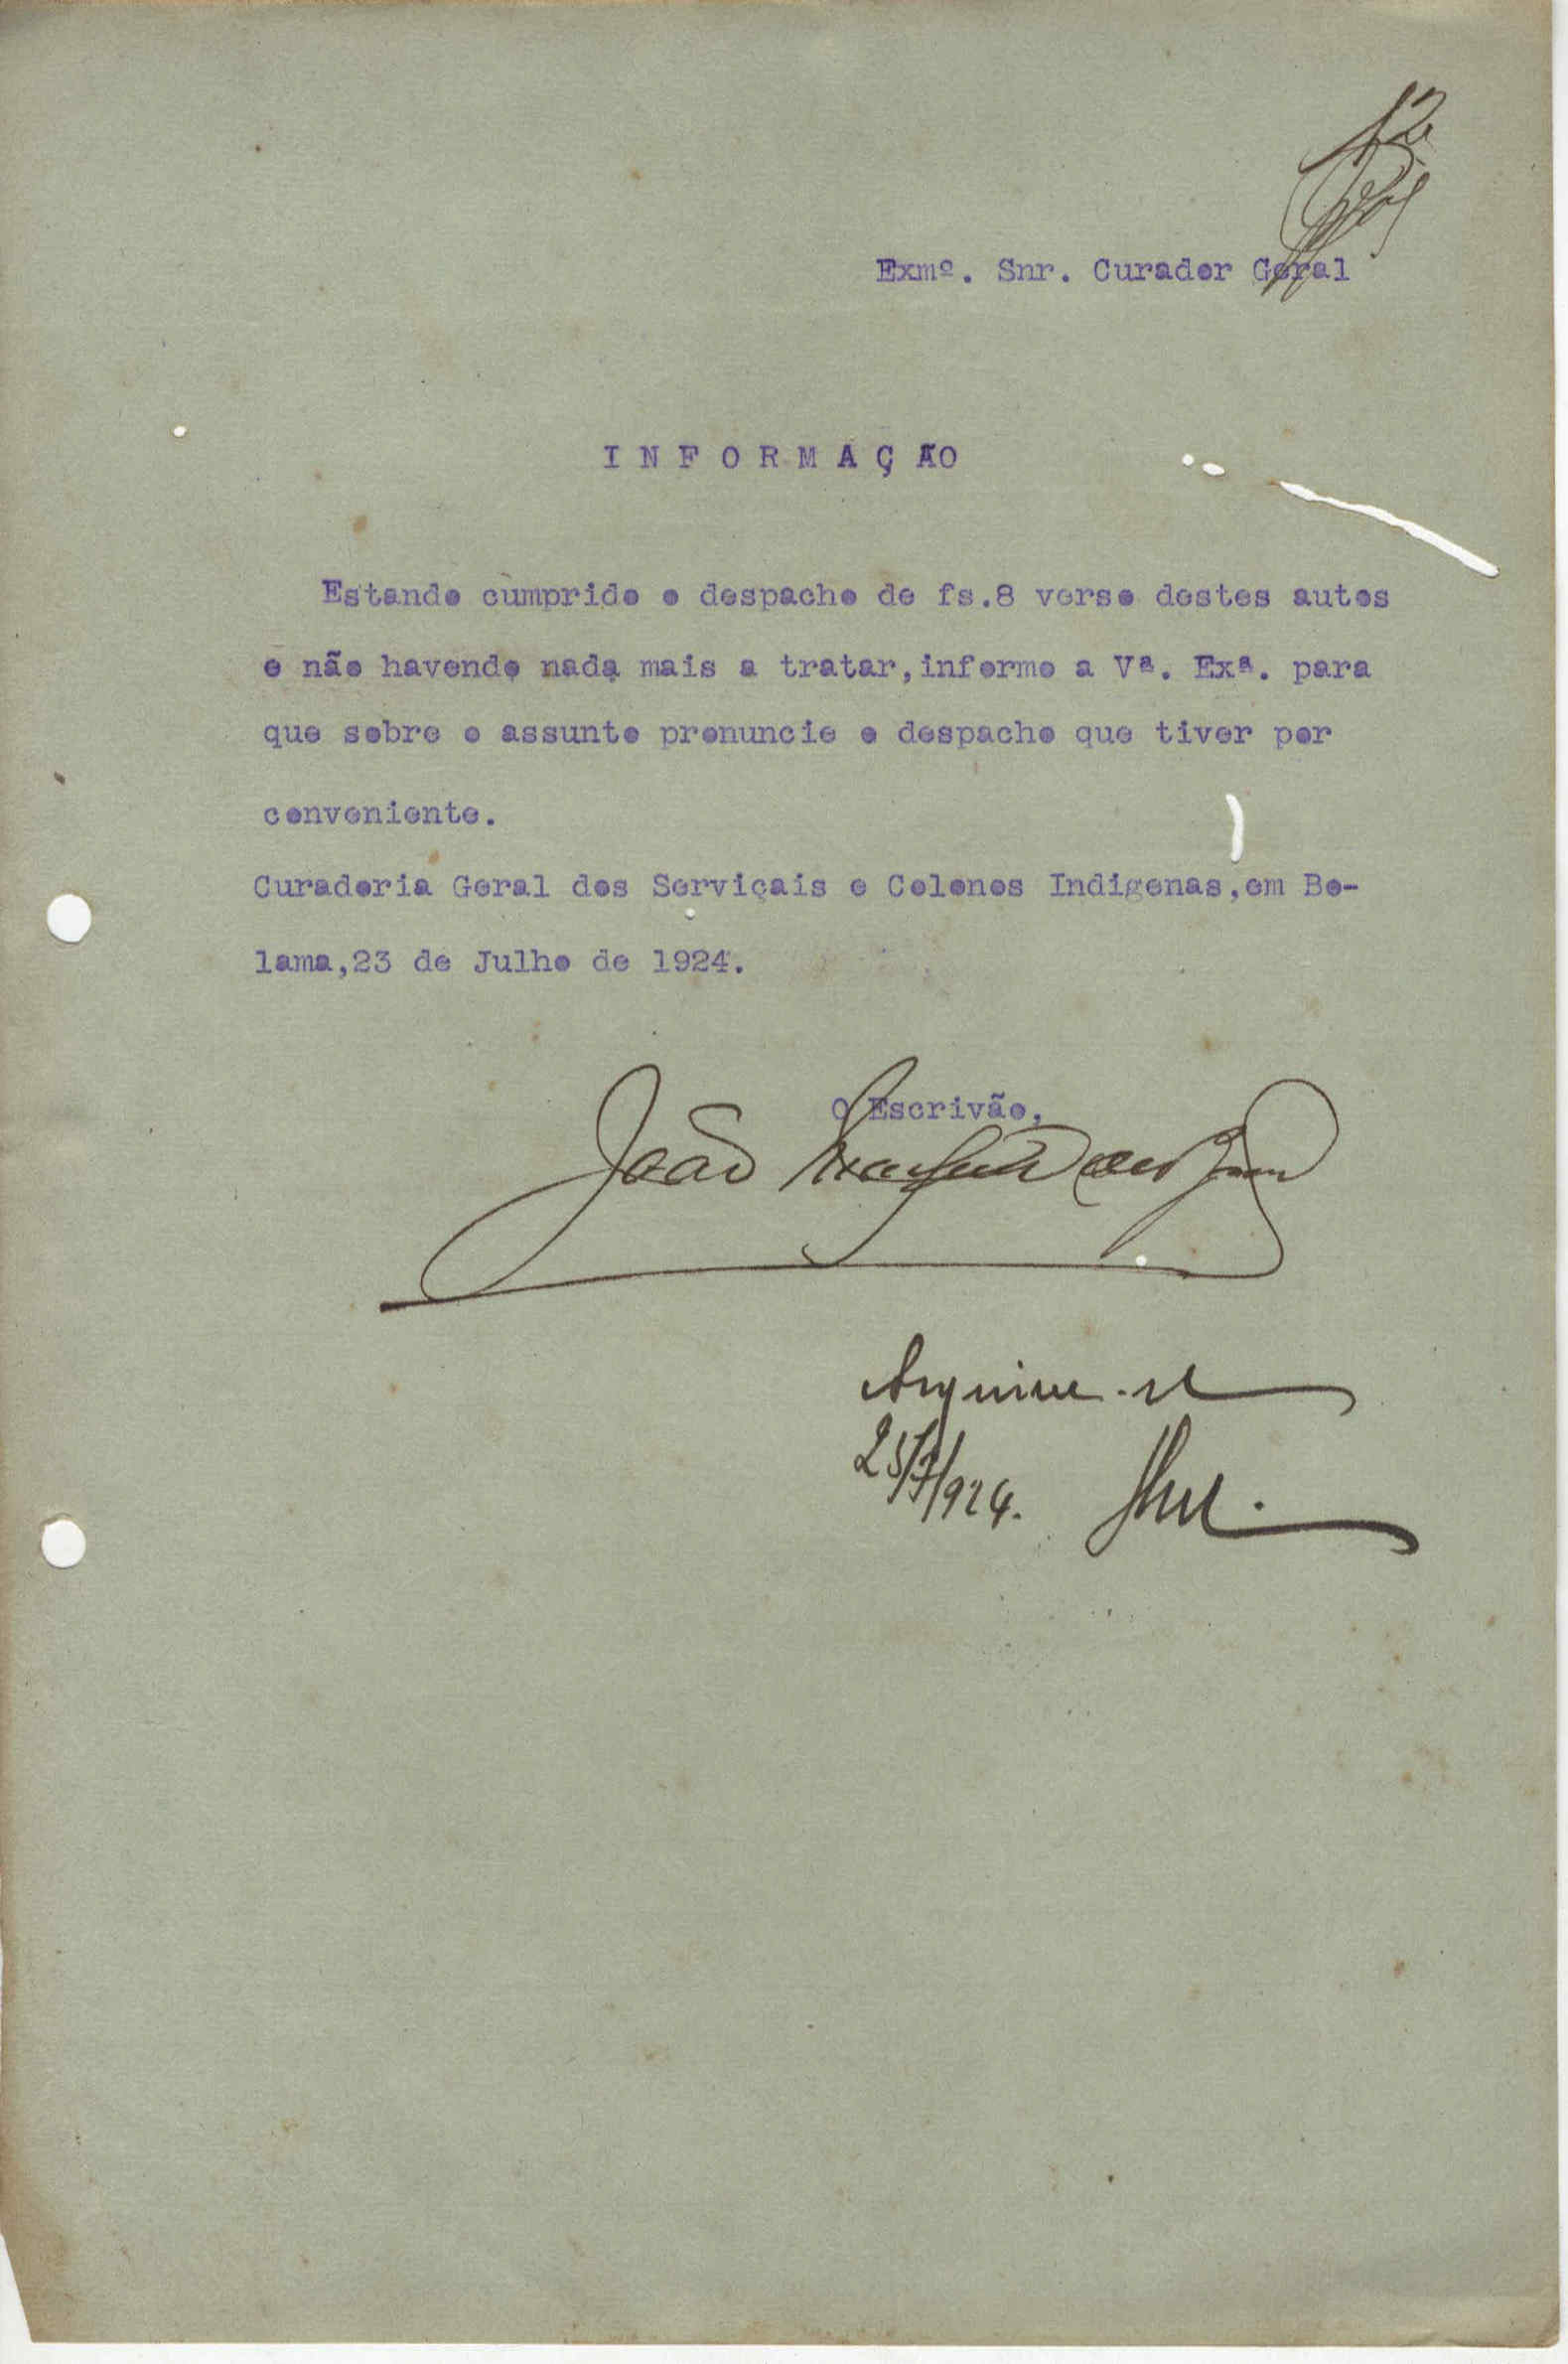 12
Exmº. Snr. Curador Geral
INFORMAÇÃO
Estando cumprido o despacho de fs.8 verso destes autos
e não havendo nada mais a tratar,informo a Vª. Exª. para
que sobre o assunto pronuncie o despacho que tiver por
conveniente.
Curadoria Geral dos Serviçais e Colonos Indigenas,em Bo-
lama,23 de Julho de 1924.
O Escrivão,
João
Arquive-se
25/7/924.